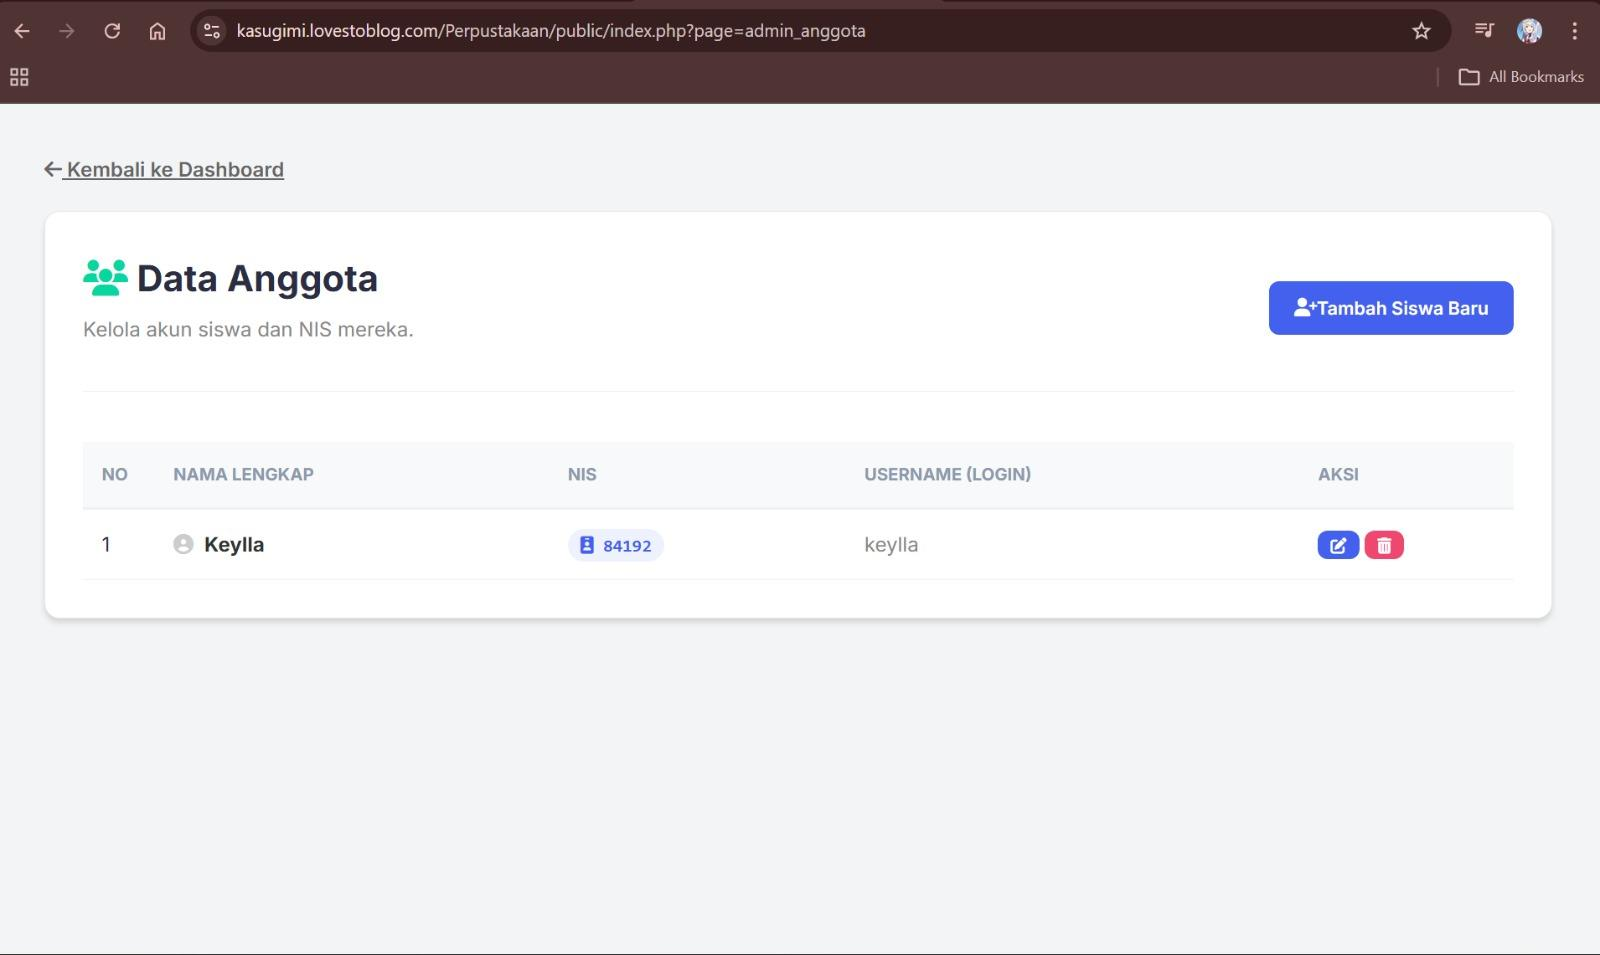 kasugimi.lovestoblog.com/Perpustakaan/public/index.php?page=admin_anggota
All Bookmarks
Kembali ke Dashboard
Data Anggota
Kelola akun siswa dan NIS mereka.
Tambah Siswa Baru
NO NAMA LENGKAP NIS USERNAME (LOGIN) AKSI
1 Keylla 84192 keylla